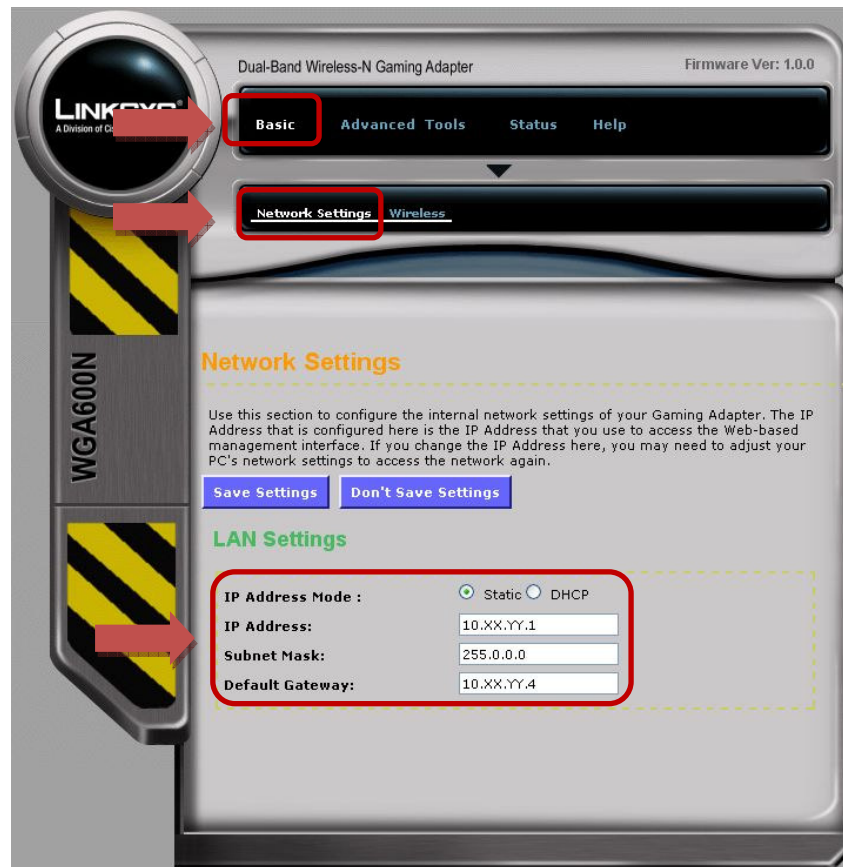 Dual-Band Wireless-N Gaming Adapter
Firmware Ver: 1.0.0
A Division of
Basic Advanced Tools Status Help
Network Settings Wireless
WGA600N
Network Settings
Use this section to configure the internal network settings of your Gaming Adapter. The IP
Address that is configured here is the IP Address that you use to access the Web-based
management interface. If you change the IP Address here, you may need to adjust your
PC's network settings to access the network again.
Save Settings Don't Save Settings
LAN Settings
IP Address Mode : Static DHCP
IP Address: 10.XX.YY.1
Subnet Mask: 255.0.0.0
Default Gateway: 10.XX.YY.4